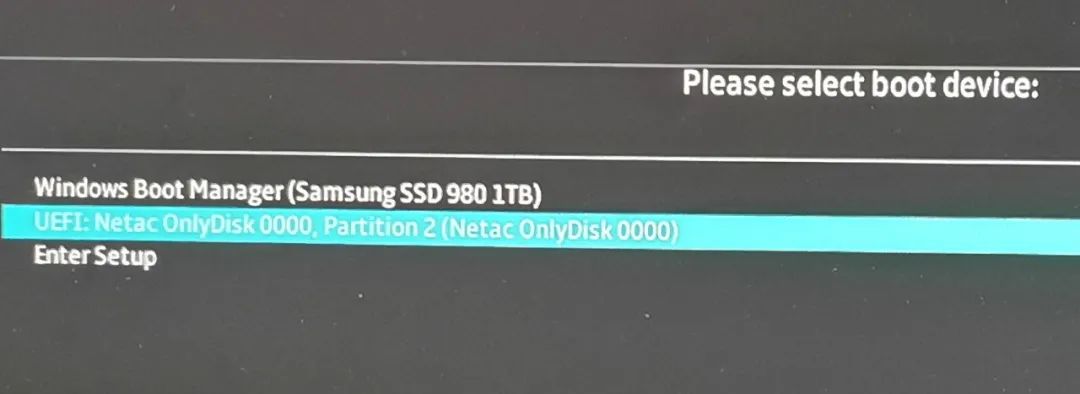 Please select boot device:
Windows Boot Manager (Samsung SSD 980 1TB)
UEFI: Netac OnlyDisk 0000, Partition 2 (Netac OnlyDisk 0000)
Enter Setup